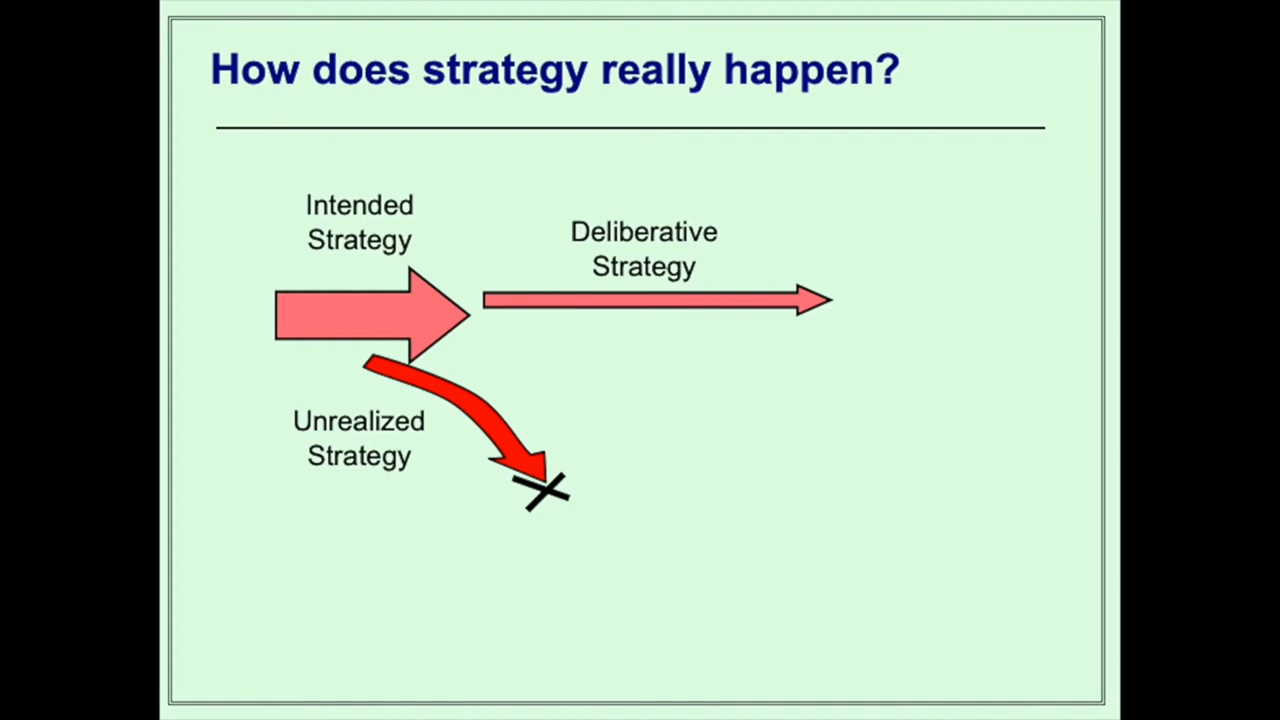 How does strategy really happen?
Intended
Strategy
Deliberative
Strategy
Unrealized
Strategy